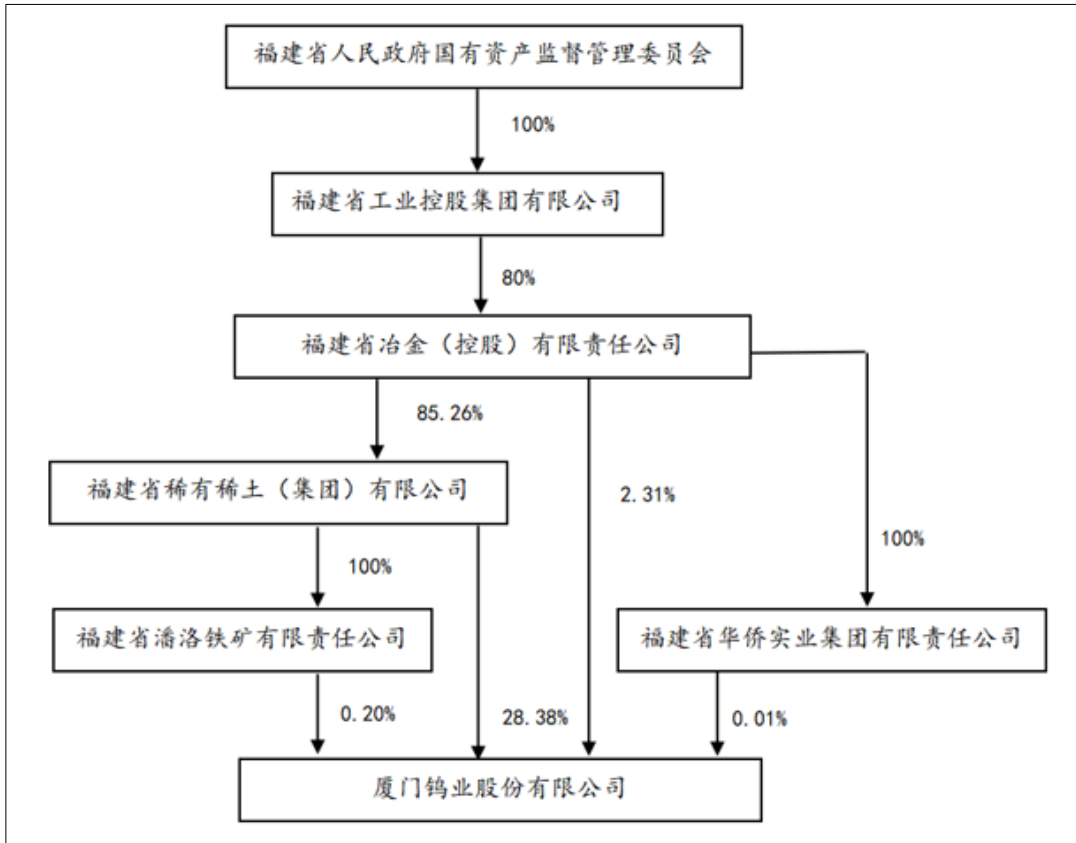 福建省人民政府国有资产监督管理委员会
100%
福建省工业控股集团有限公司
80%
福建省冶金（控股）有限责任公司
85.26%
福建省稀有稀土（集团）有限公司
2.31%
100%
100%
福建省潘洛铁矿有限责任公司
福建省华侨实业集团有限责任公司
0.20%
28.38%
0.01%
厦门钨业股份有限公司